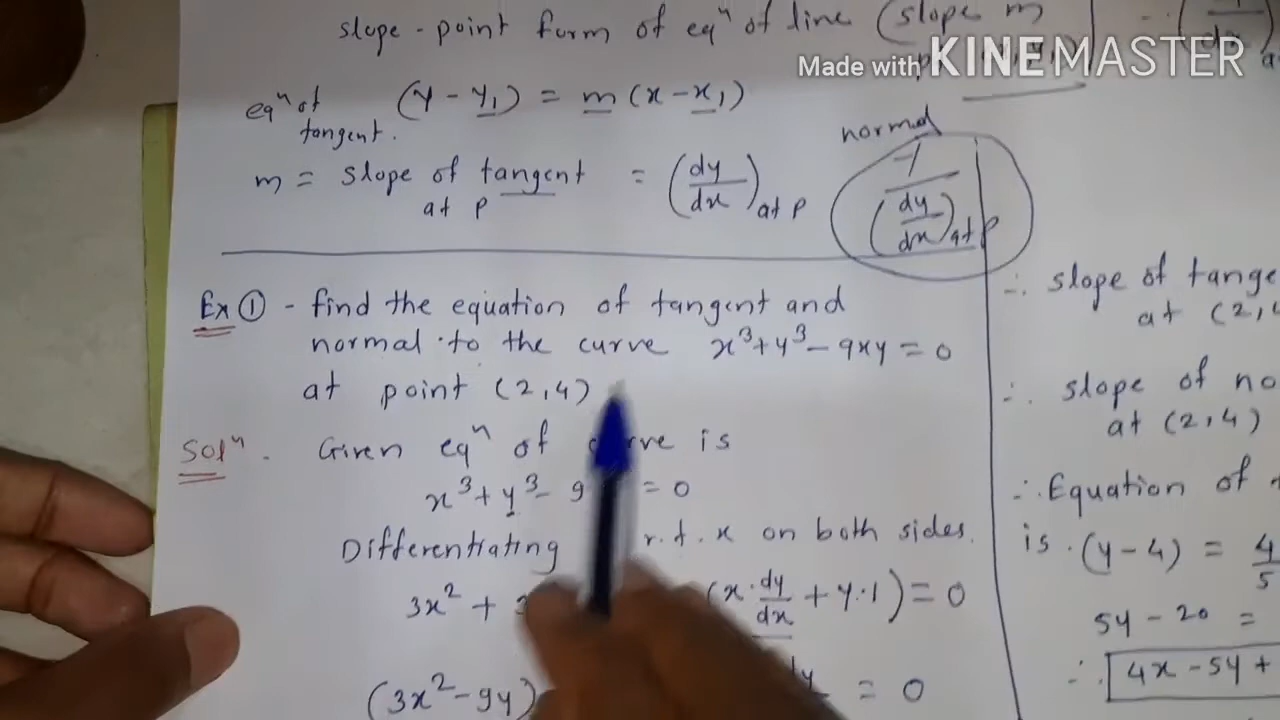 slope - point form of eqⁿ of line (slope m
Made with KINEMASTER
eqⁿ of tangent. (y - y₁) = m (x - x₁)
m = slope of tangent at P = (dy/dx) at P
normal
-1/(dy/dx) at P
Ex ① - find the equation of tangent and
normal to the curve x³ + y³ - 9xy = 0
at point (2,4)
Solⁿ. Given eqⁿ of curve is
x³ + y³ - 9 = 0
Differentiating r.t. x on both sides.
3x² + (x · dy/dx + y·1) = 0
(3x² - 9y) = 0
∴ slope of tange
at (2,4
∴ slope of no
at (2,4)
∴ Equation of
is (y - 4) = 4/5
5y - 20 =
∴ 4x - 5y +